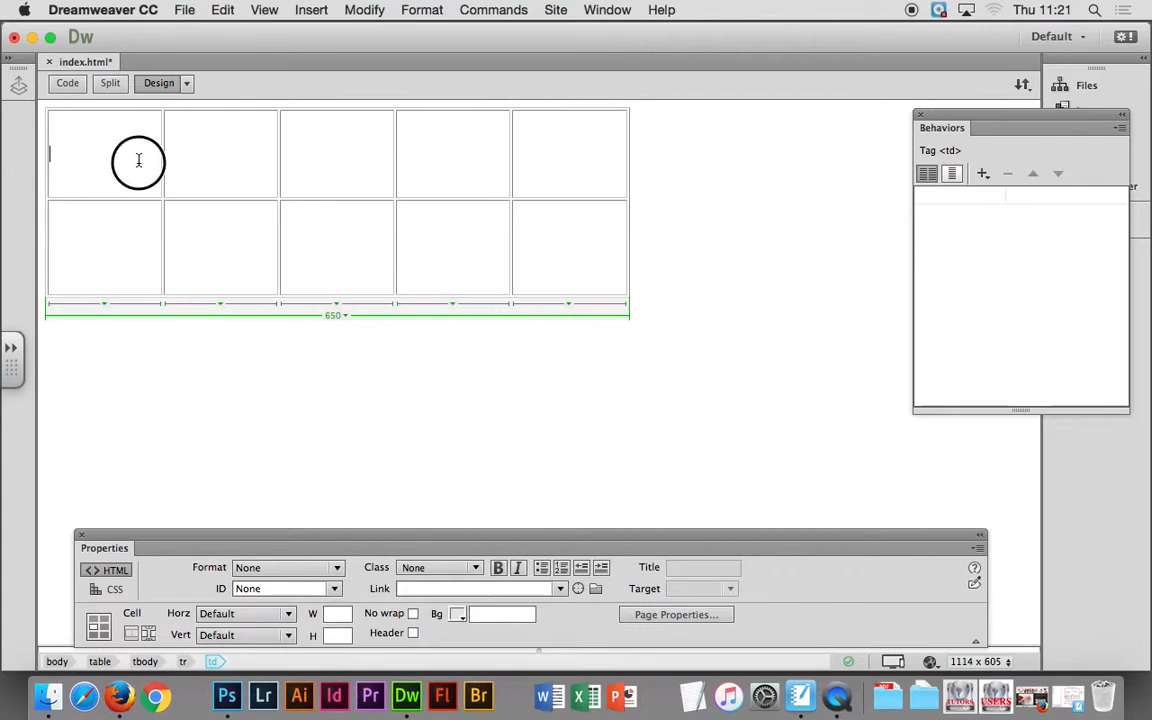 Dreamweaver CC File Edit View Insert Modify Format Commands Site Window Help Thu 11:21
Dw Default
index.html*
Code Split Design Files
Behaviors
Tag <td>
650
Properties
<> HTML Format None Class None B I Title
CSS ID None Link Target
Cell Horz Default W No wrap Bg Page Properties...
Vert Default H Header
body table tbody tr td 1114 x 605
Ps Lr Ai Id Pr Dw Fl Br W X P TUTORS USERS